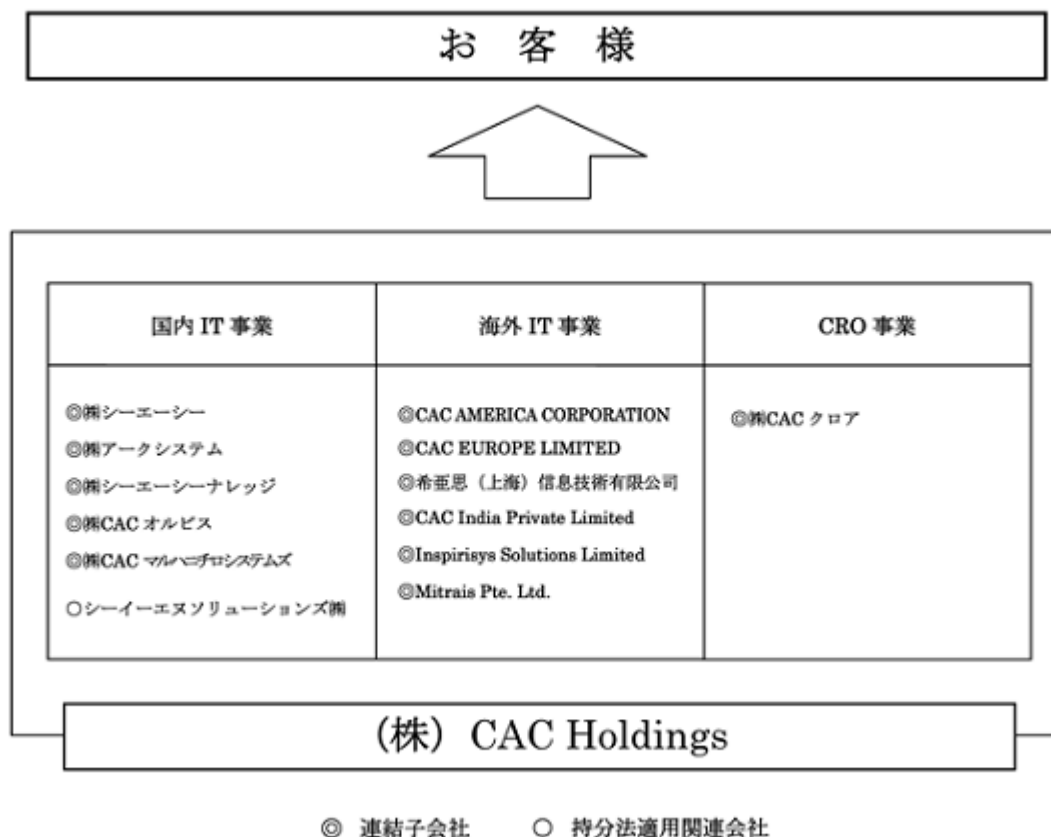 お 客 様
国内 IT 事業
海外 IT 事業
CRO 事業
◎㈱シーエーシー
◎㈱アークシステム
◎㈱シーエーシーナレッジ
◎㈱CAC オルビス
◎㈱CAC マルハニチロシステムズ
○シーイーエヌソリューションズ㈱
◎CAC AMERICA CORPORATION
◎CAC EUROPE LIMITED
◎希亜思（上海）信息技術有限公司
◎CAC India Private Limited
◎Inspirisys Solutions Limited
◎Mitrais Pte. Ltd.
◎㈱CAC クロア
(株) CAC Holdings
◎ 連結子会社 ○ 持分法適用関連会社